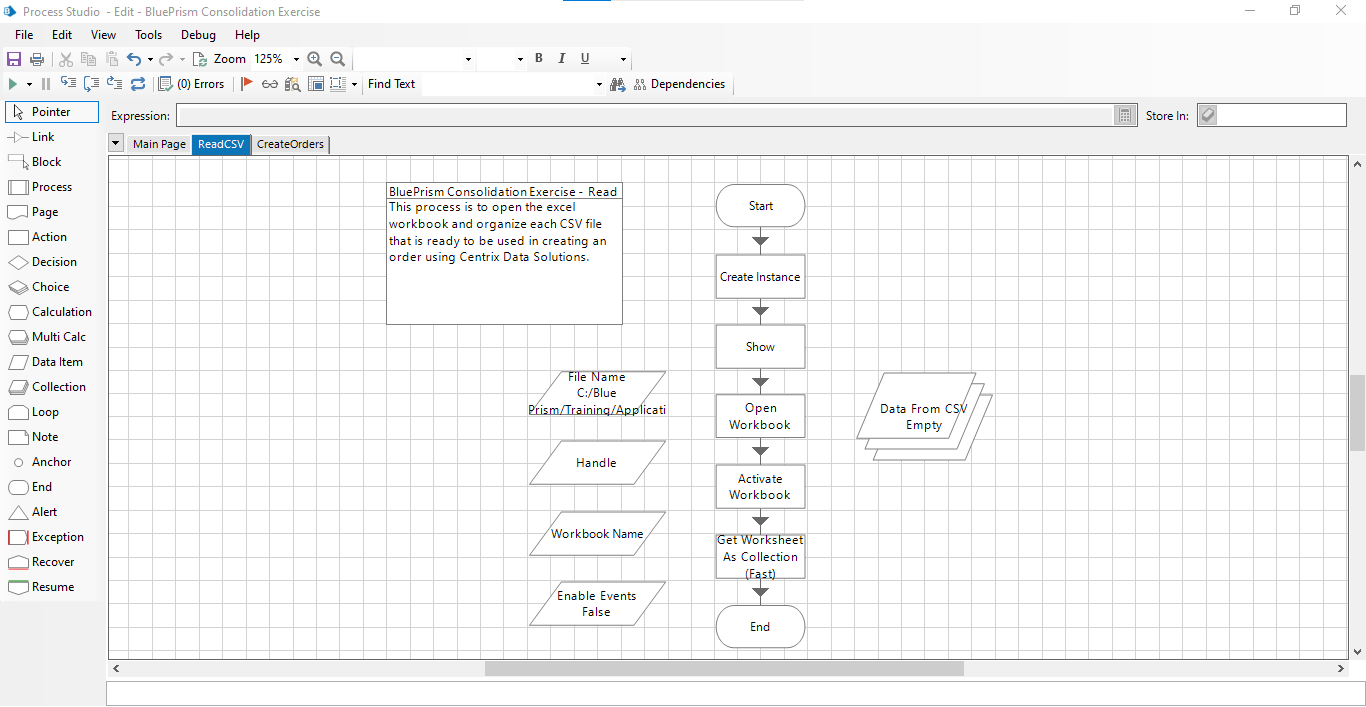 Process Studio - Edit - BluePrism Consolidation Exercise
File Edit View Tools Debug Help
Zoom 125% B I U
(0) Errors Find Text Dependencies
Pointer
Link
Block
Process
Page
Action
Decision
Choice
Calculation
Multi Calc
Data Item
Collection
Loop
Note
Anchor
End
Alert
Exception
Recover
Resume
Expression: Store In:
Main Page ReadCSV CreateOrders
BluePrism Consolidation Exercise - Read
This process is to open the excel
workbook and organize each CSV file
that is ready to be used in creating an
order using Centrix Data Solutions.
Start
Create Instance
Show
Open
Workbook
Activate
Workbook
Get Worksheet
As Collection
(Fast)
End
File Name
C:/Blue
Prism/Training/Applicati
Handle
Workbook Name
Enable Events
False
Data From CSV
Empty